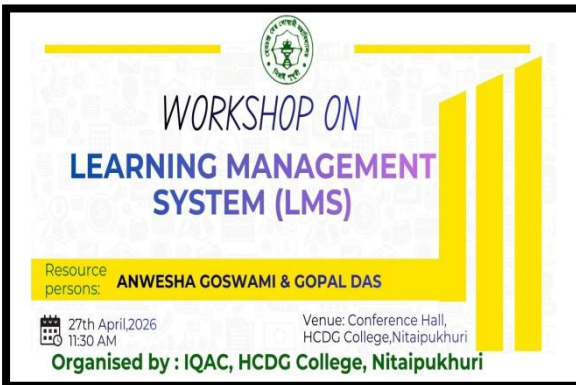 WORKSHOP ON
LEARNING MANAGEMENT
SYSTEM (LMS)
Resource
persons: ANWESHA GOSWAMI & GOPAL DAS
27th April,2026
11:30 AM
Venue: Conference Hall,
HCDG College,Nitaipukhuri
Organised by : IQAC, HCDG College, Nitaipukhuri